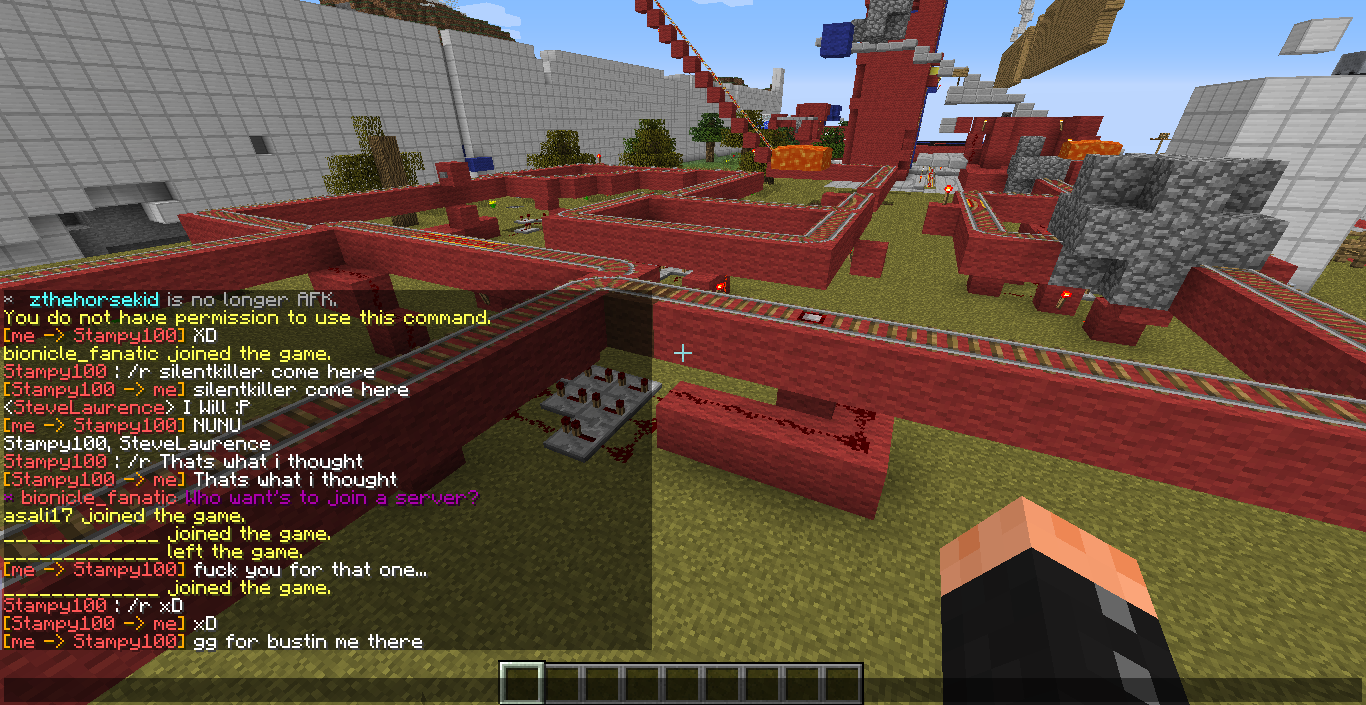 * zthehorsekid is no longer AFK.
You do not have permission to use this command.
[me -> Stampy100] XD
bionicle_fanatic joined the game.
Stampy100 : /r silentkiller come here
[Stampy100 -> me] silentkiller come here
<SteveLawrence> I Will :P
[me -> Stampy100] NUNU
Stampy100, SteveLawrence
Stampy100 : /r Thats what i thought
[Stampy100 -> me] Thats what i thought
* bionicle_fanatic Who want's to join a server?
asali17 joined the game.
_____________ joined the game.
_____________ left the game.
[me -> Stampy100] fuck you for that one...
_____________ joined the game.
Stampy100 : /r xD
[Stampy100 -> me] xD
[me -> Stampy100] gg for bustin me there